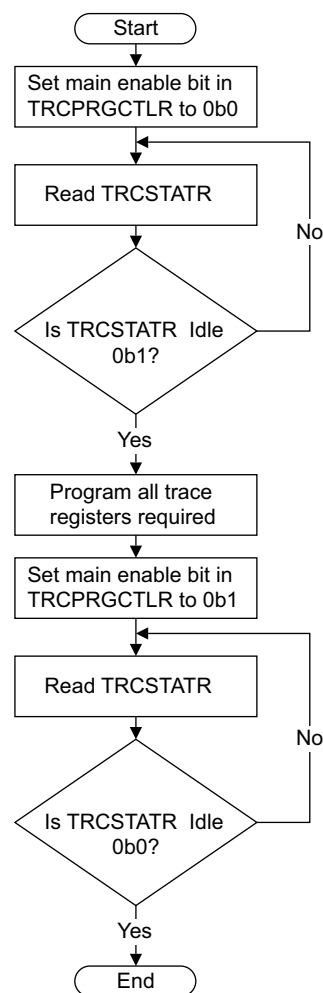 Start
Set main enable bit in
TRCPRGCTLR to 0b0
Read TRCSTATR
No
Is TRCSTATR Idle
0b1?
Yes
Program all trace
registers required
Set main enable bit in
TRCPRGCTLR to 0b1
Read TRCSTATR
No
Is TRCSTATR Idle
0b0?
Yes
End